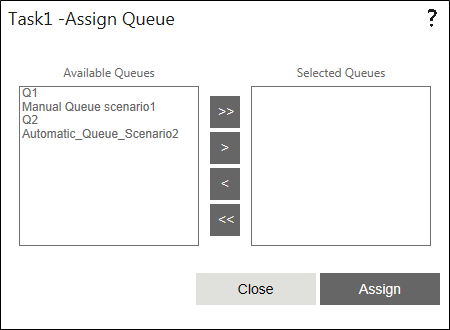 Task1 -Assign Queue
?
Available Queues
Selected Queues
Q1
Manual Queue scenario1
Q2
Automatic_Queue_Scenario2
>>
>
<
<<
Close
Assign